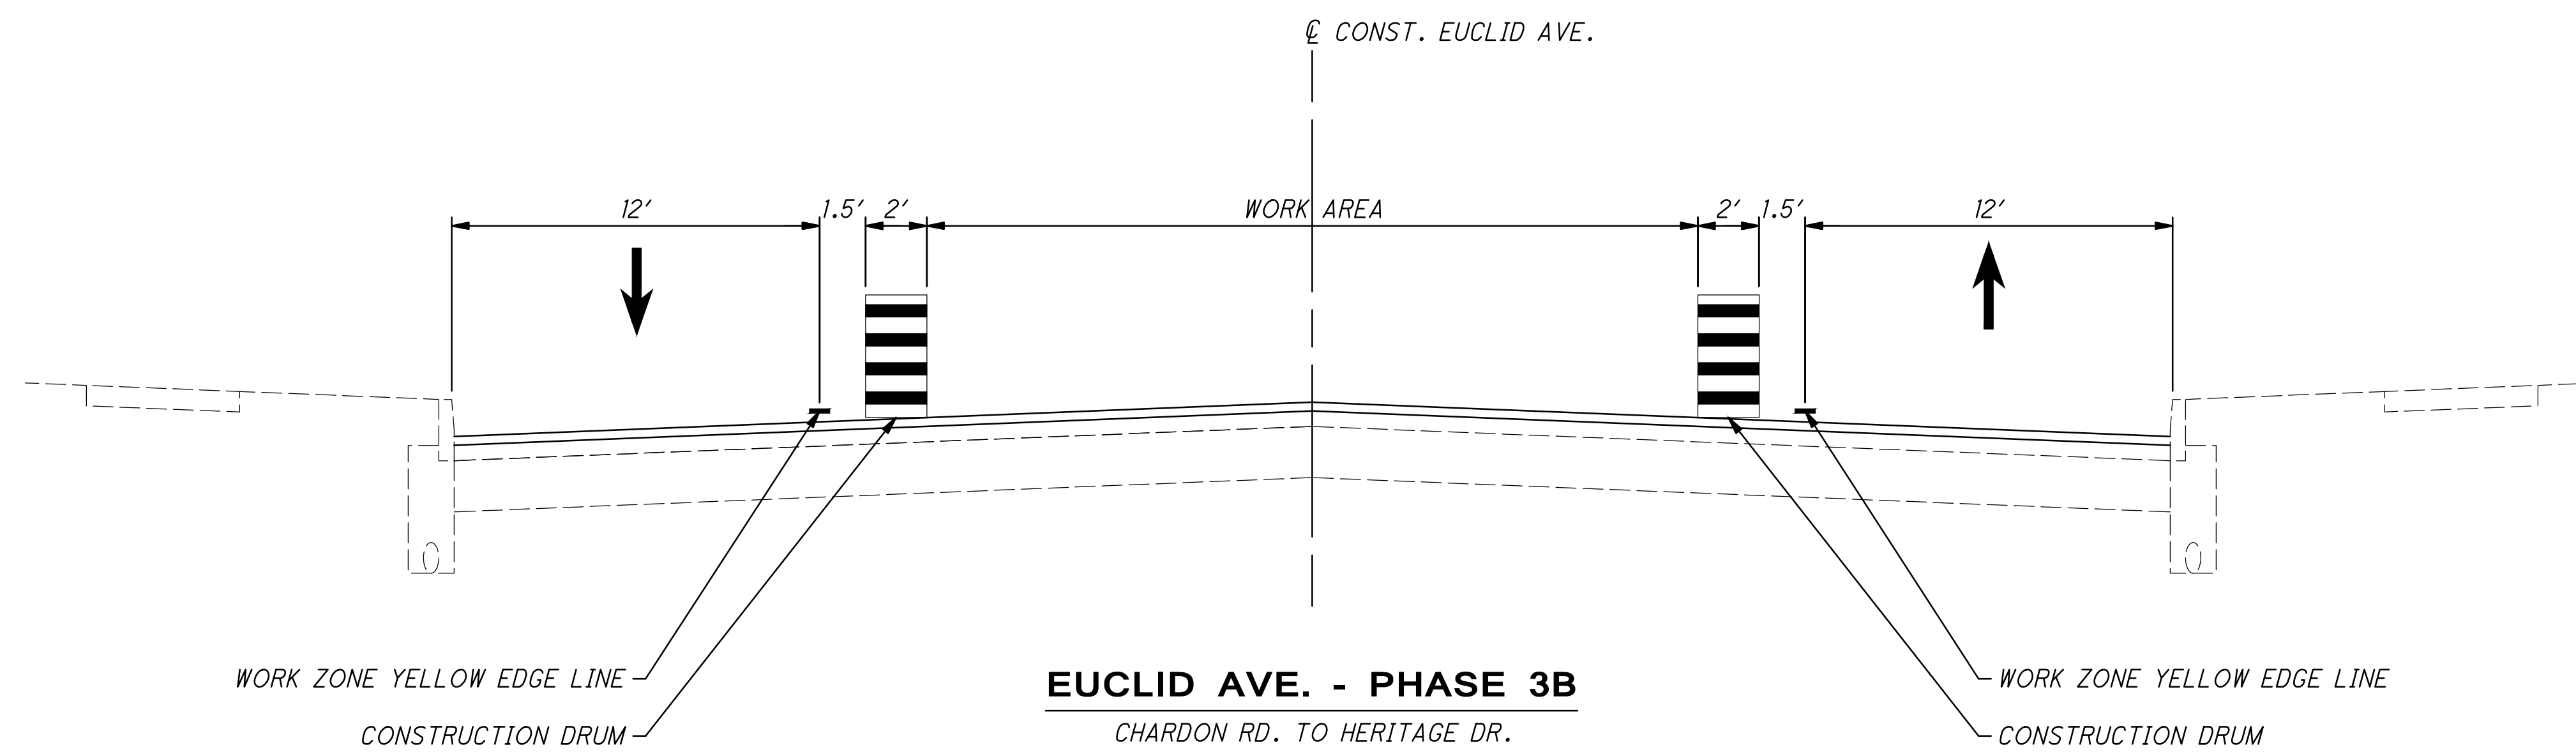 ℄ CONST. EUCLID AVE.
12' 1.5' 2' WORK AREA 2' 1.5' 12'
WORK ZONE YELLOW EDGE LINE
CONSTRUCTION DRUM
EUCLID AVE. - PHASE 3B
CHARDON RD. TO HERITAGE DR.
WORK ZONE YELLOW EDGE LINE
CONSTRUCTION DRUM